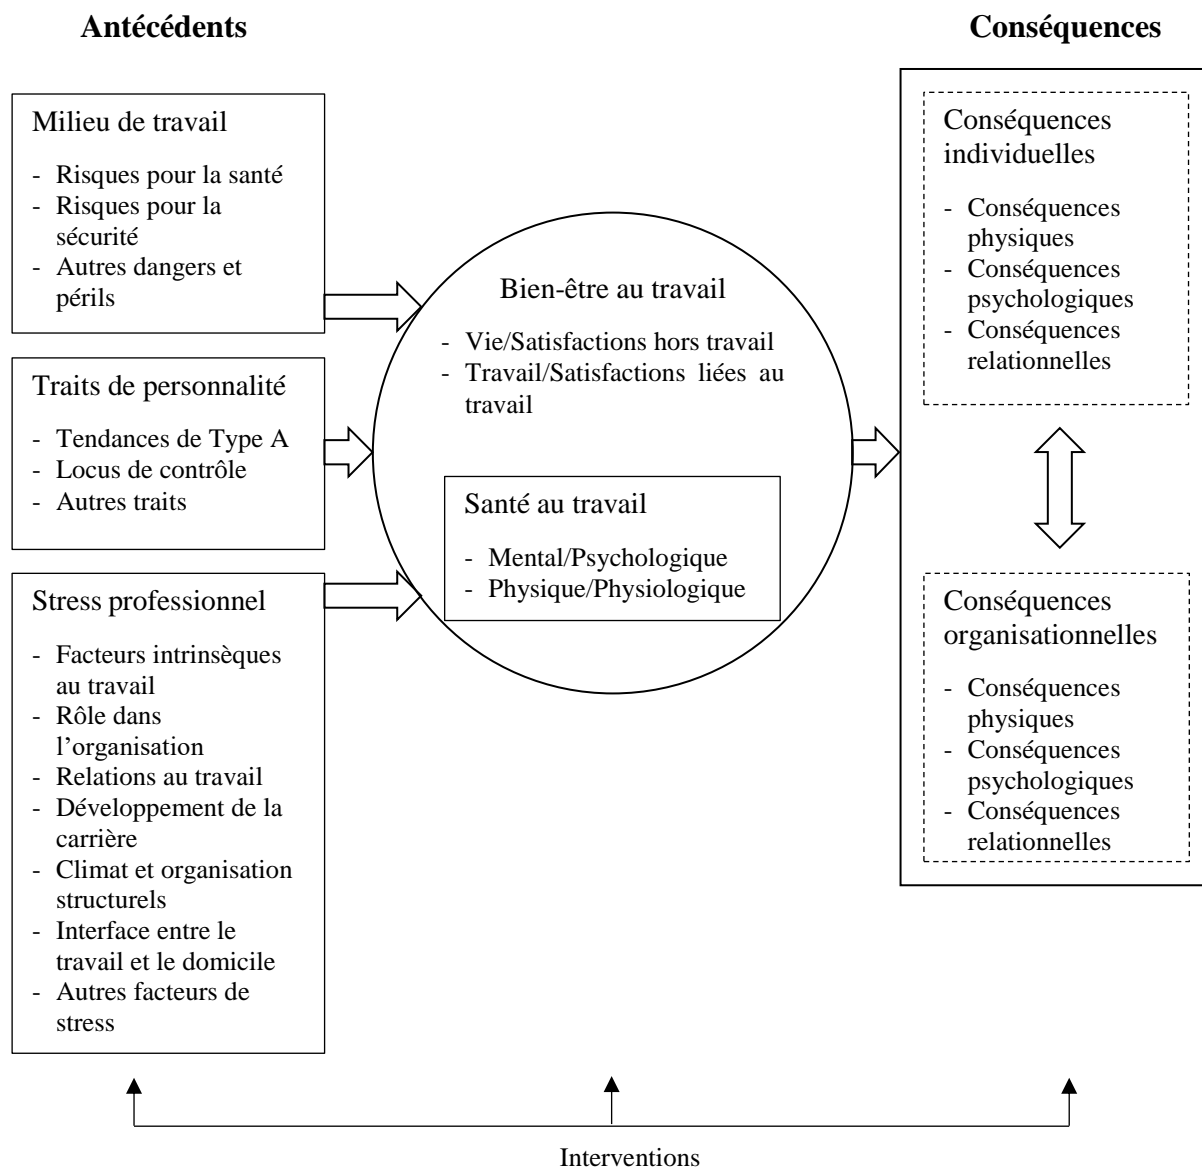 Antécédents
Milieu de travail
- Risques pour la santé
- Risques pour la
sécurité
- Autres dangers et
périls
Traits de personnalité
- Tendances de Type A
- Locus de contrôle
- Autres traits
Stress professionnel
- Facteurs intrinsèques
au travail
- Rôle dans
l’organisation
- Relations au travail
- Développement de la
carrière
- Climat et organisation
structurels
- Interface entre le
travail et le domicile
- Autres facteurs de
stress
Bien-être au travail
- Vie/Satisfactions hors travail
- Travail/Satisfactions liées au
travail
Santé au travail
- Mental/Psychologique
- Physique/Physiologique
Conséquences
Conséquences
individuelles
- Conséquences
physiques
- Conséquences
psychologiques
- Conséquences
relationnelles
Conséquences
organisationnelles
- Conséquences
physiques
- Conséquences
psychologiques
- Conséquences
relationnelles
Interventions